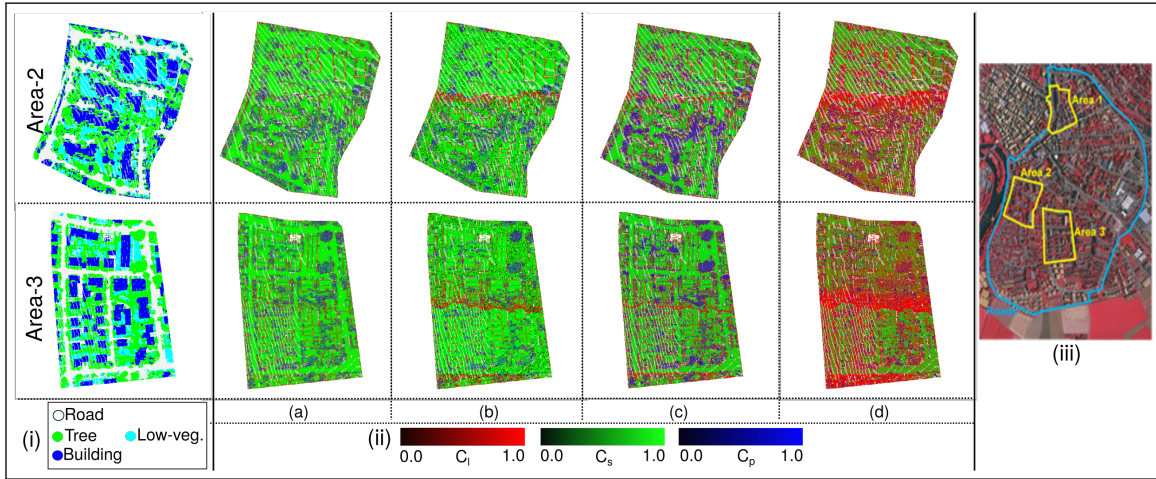 Area-2
Area-3
(i)
Road
Tree
Low-veg.
Building
(a)
(b)
(c)
(d)
(ii)
0.0 Cl 1.0
0.0 Cs 1.0
0.0 Cp 1.0
Area 1
Area 2
Area 3
(iii)